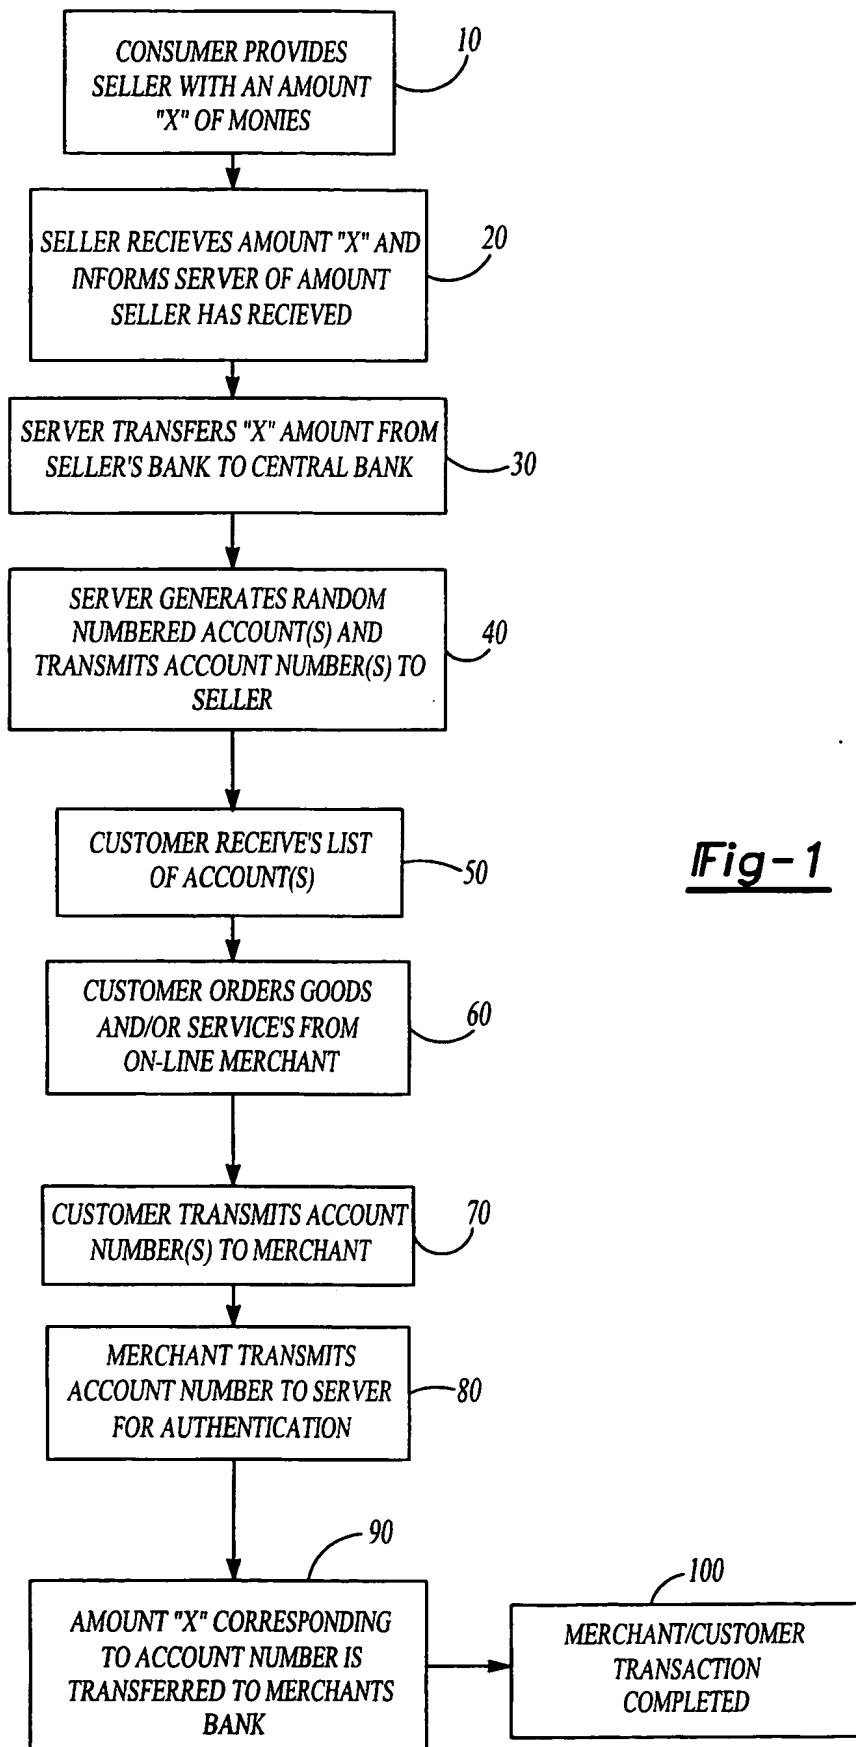 CONSUMER PROVIDES
SELLER WITH AN AMOUNT
"X" OF MONIES
10
SELLER RECIEVES AMOUNT "X" AND
INFORMS SERVER OF AMOUNT
SELLER HAS RECIEVED
20
SERVER TRANSFERS "X" AMOUNT FROM
SELLER'S BANK TO CENTRAL BANK
30
SERVER GENERATES RANDOM
NUMBERED ACCOUNT(S) AND
TRANSMITS ACCOUNT NUMBER(S) TO
SELLER
40
CUSTOMER RECEIVE'S LIST
OF ACCOUNT(S)
50
Fig-1
CUSTOMER ORDERS GOODS
AND/OR SERVICE'S FROM
ON-LINE MERCHANT
60
CUSTOMER TRANSMITS ACCOUNT
NUMBER(S) TO MERCHANT
70
MERCHANT TRANSMITS
ACCOUNT NUMBER TO SERVER
FOR AUTHENTICATION
80
90
AMOUNT "X" CORRESPONDING
TO ACCOUNT NUMBER IS
TRANSFERRED TO MERCHANTS
BANK
100
MERCHANT/CUSTOMER
TRANSACTION
COMPLETED